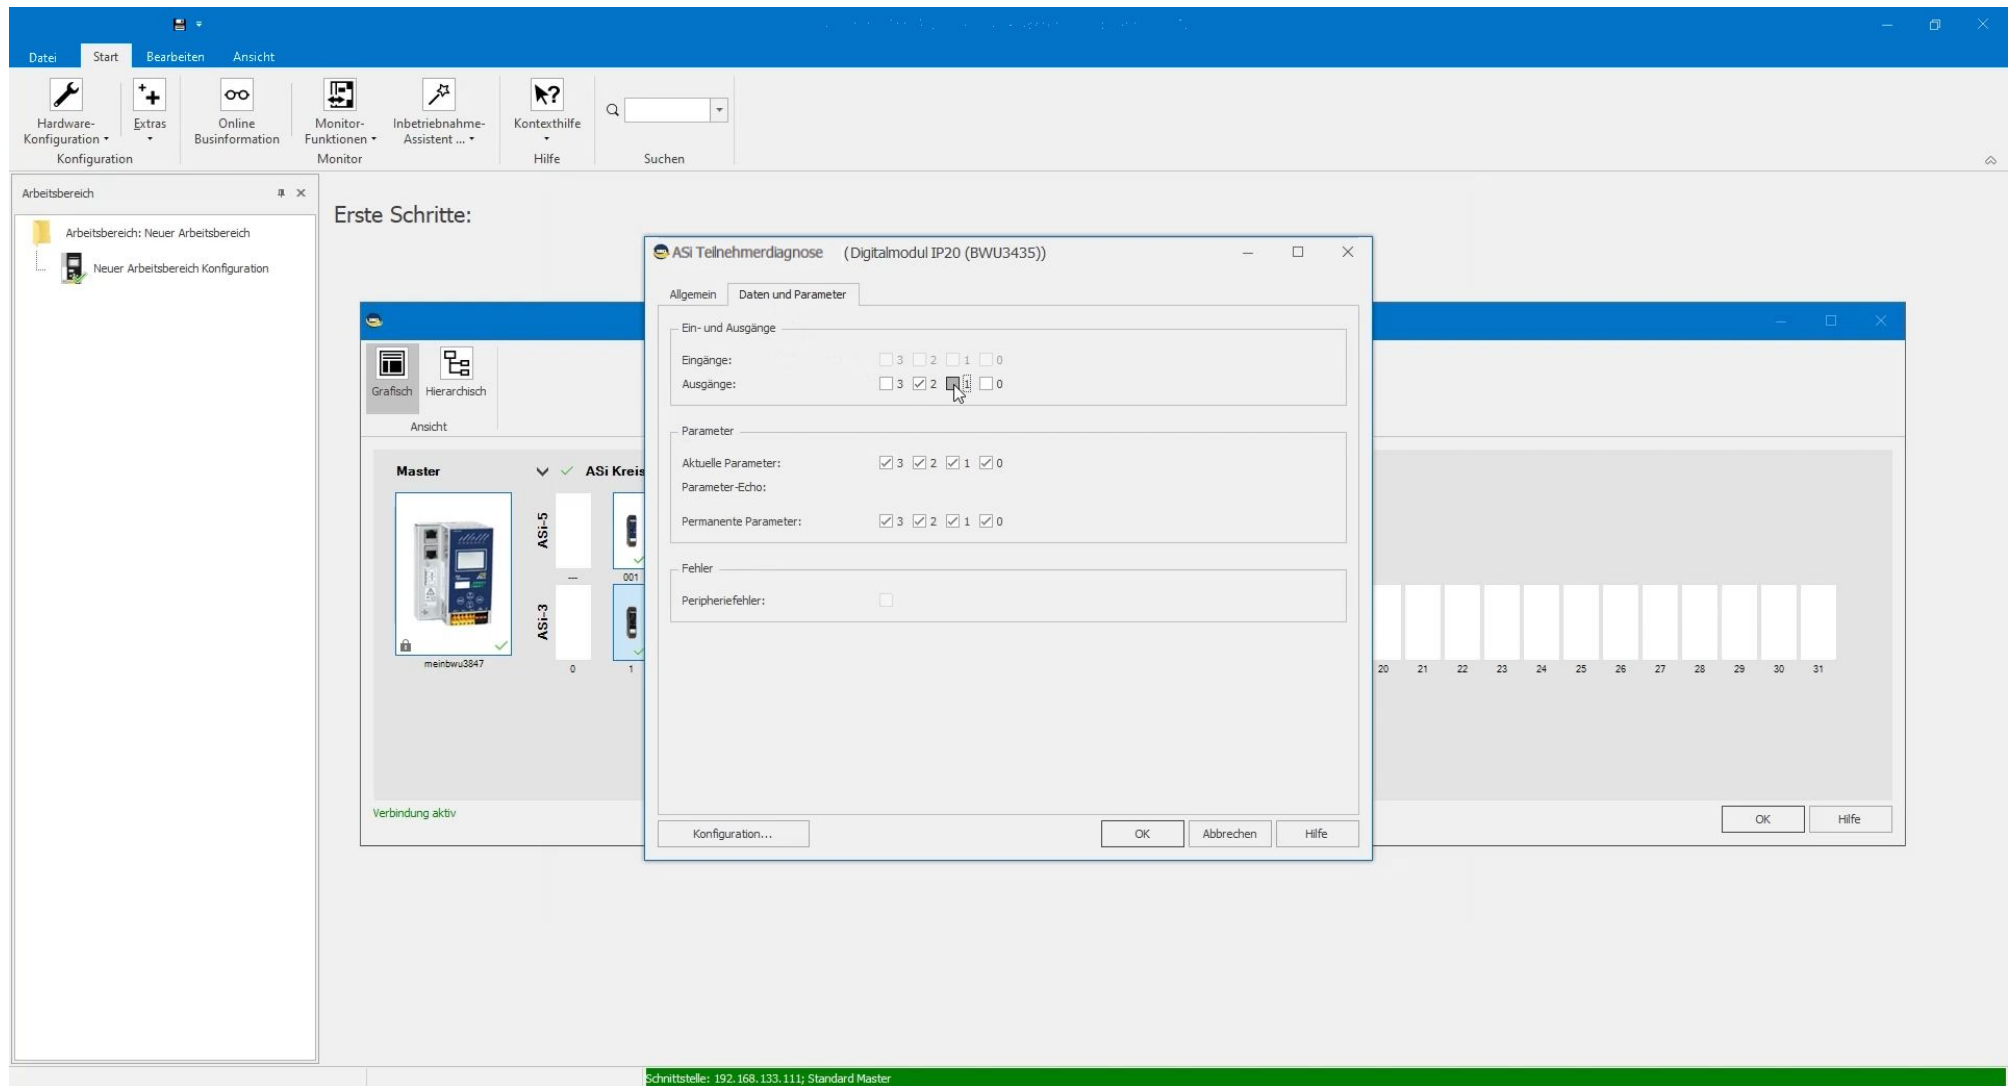 Datei Start Bearbeiten Ansicht
Hardware-
Konfiguration
Extras
Online
Businformation
Monitor-
Funktionen
Inbetriebnahme-
Assistent ...
Kontexthilfe
Konfiguration Monitor Hilfe Suchen
Arbeitsbereich
Arbeitsbereich: Neuer Arbeitsbereich
Neuer Arbeitsbereich Konfiguration
Erste Schritte:
ASi Teilnehmerdiagnose (Digitalmodul IP20 (BWU3435))
Allgemein Daten und Parameter
Ein- und Ausgänge
Eingänge: 3 2 1 0
Ausgänge: 3 2 1 0
Parameter
Aktuelle Parameter: 3 2 1 0
Parameter-Echo:
Permanente Parameter: 3 2 1 0
Fehler
Peripheriefehler:
Konfiguration... OK Abbrechen Hilfe
Grafisch Hierarchisch
Ansicht
Master ASi Kreis
ASi-5
--- 001
ASi-3
meinbwu3847
0 1 20 21 22 23 24 25 26 27 28 29 30 31
Verbindung aktiv
OK Hilfe
Schnittstelle: 192.168.133.111; Standard Master